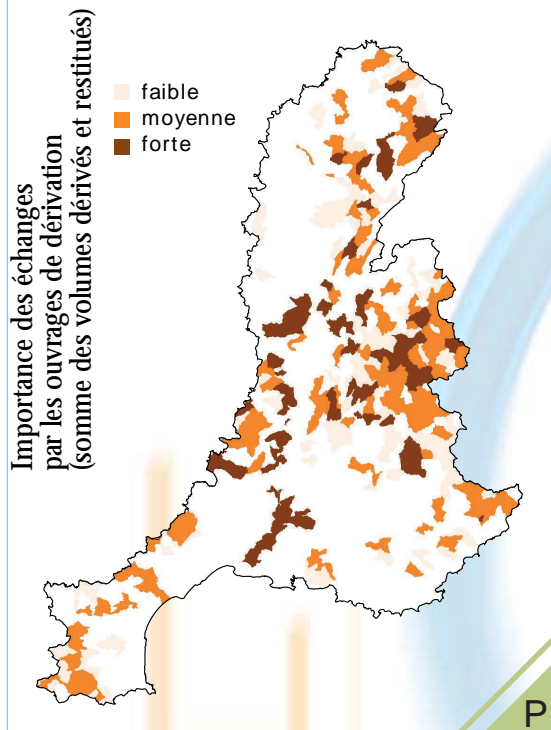 Importance des échanges
par les ouvrages de dérivation
(somme des volumes dérivés et restitués)
faible
moyenne
forte
P